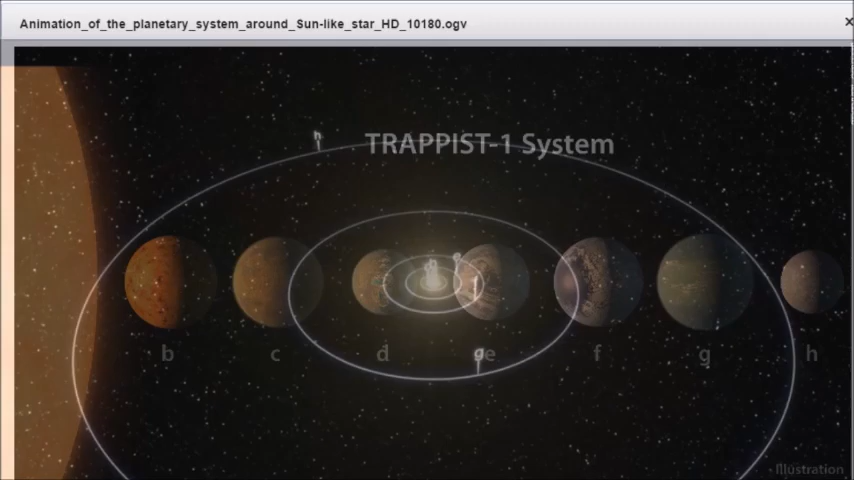 Animation_of_the_planetary_system_around_Sun-like_star_HD_10180.ogv
h
TRAPPIST-1 System
g
b c d e f g h
Illustration